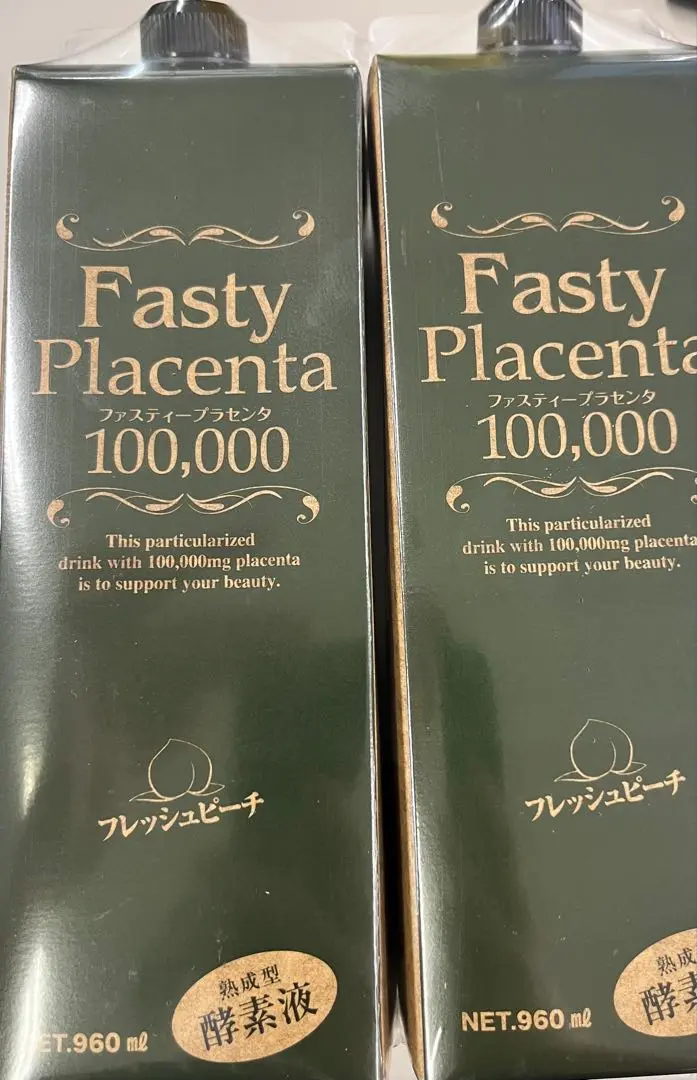 Fasty
Placenta
ファスティープラセンタ
100,000
This particularized
drink with 100,000mg placenta
is to support your beauty.
フレッシュピーチ
熟成型
酵素液
ET.960 ml
Fasty
Placenta
ファスティープラセンタ
100,000
This particularized
drink with 100,000mg placenta
is to support your beauty.
フレッシュピーチ
熟成
酵素
NET.960 ml